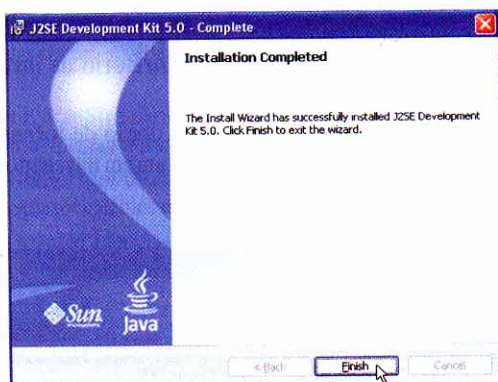 J2SE Development Kit 5.0 - Complete
Installation Completed
The Install Wizard has successfully installed J2SE Development
Kit 5.0. Click Finish to exit the wizard.
Sun
microsystems
Java
< Back
Finish
Cancel